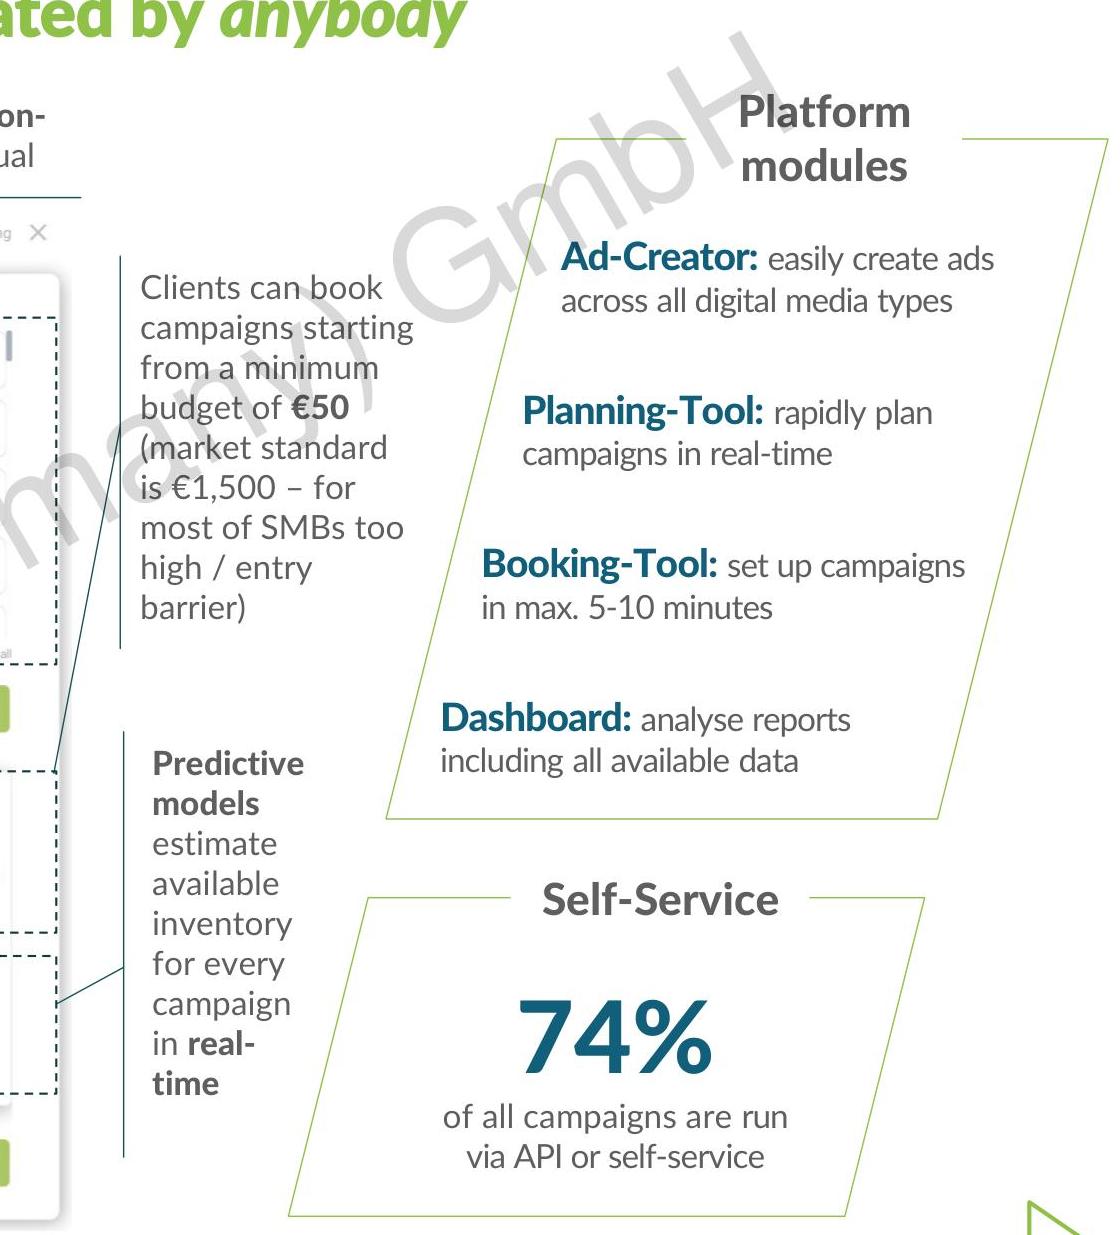 ated by anybody
on-
ual
ng
Clients can book
campaigns starting
from a minimum
budget of €50
(market standard
is €1,500 – for
most of SMBs too
high / entry
barrier)
all
Predictive
models
estimate
available
inventory
for every
campaign
in real-
time
Platform
modules
Ad-Creator: easily create ads
across all digital media types
Planning-Tool: rapidly plan
campaigns in real-time
Booking-Tool: set up campaigns
in max. 5-10 minutes
Dashboard: analyse reports
including all available data
Self-Service
74%
of all campaigns are run
via API or self-service
many) GmbH